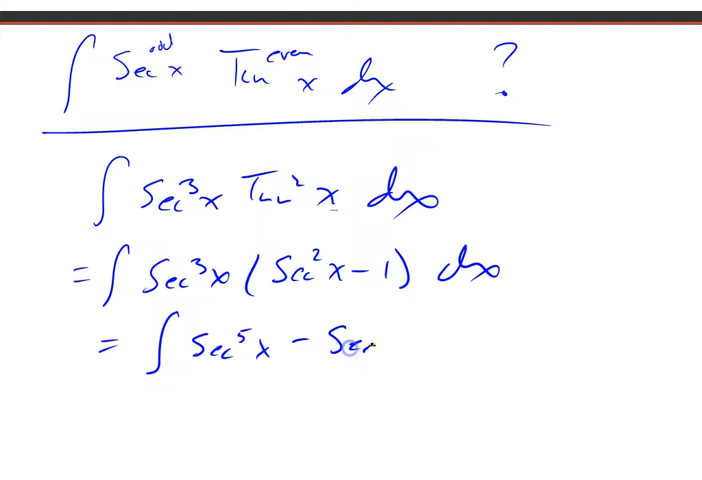 ∫ Sec^odd x Tan^even x dx ?
∫ Sec³x Tan²x dx
= ∫ Sec³x (Sec²x − 1) dx
= ∫ Sec⁵x − Sec